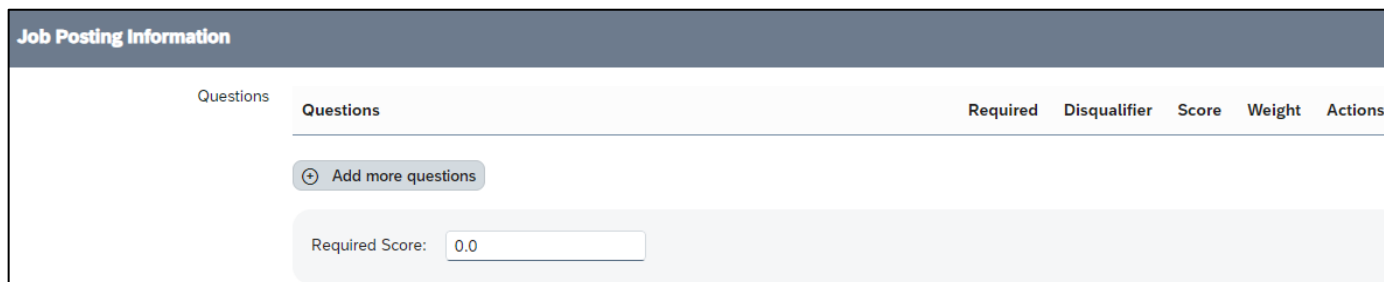 Job Posting Information
Questions
Questions Required Disqualifier Score Weight Actions
Add more questions
Required Score: 0.0